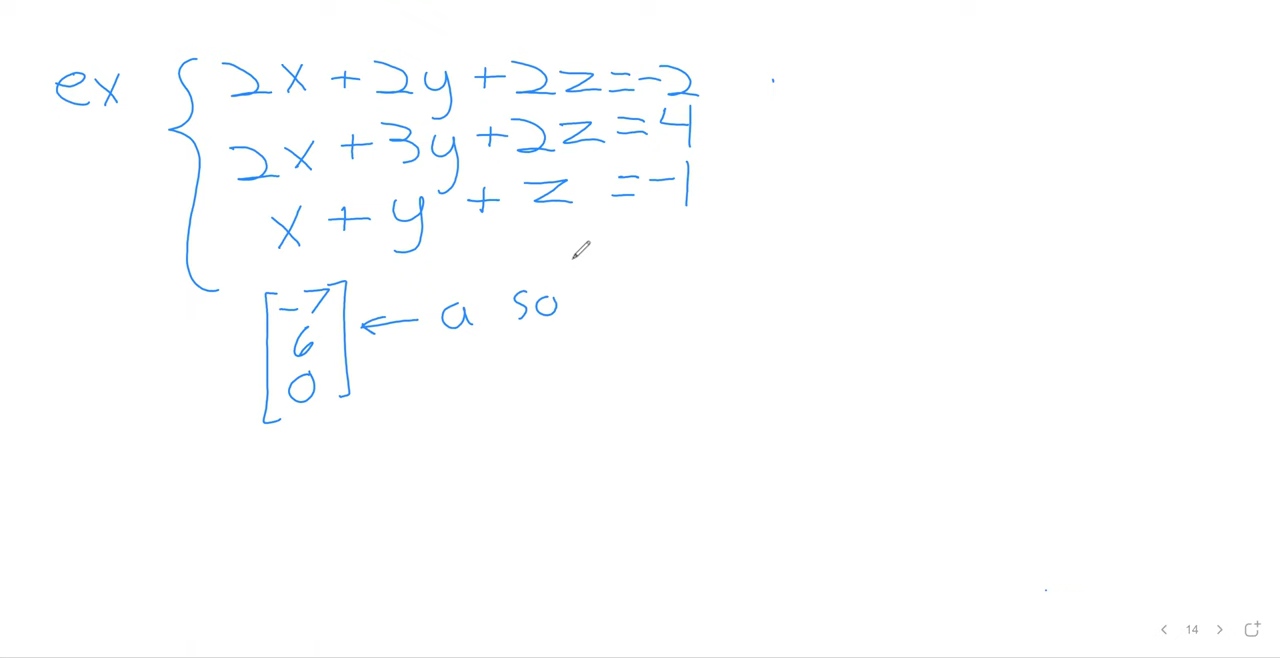 ex { 2x + 2y + 2z = -2
2x + 3y + 2z = 4
x + y + z = -1
[-7
6
0] ← a so
< 14 >